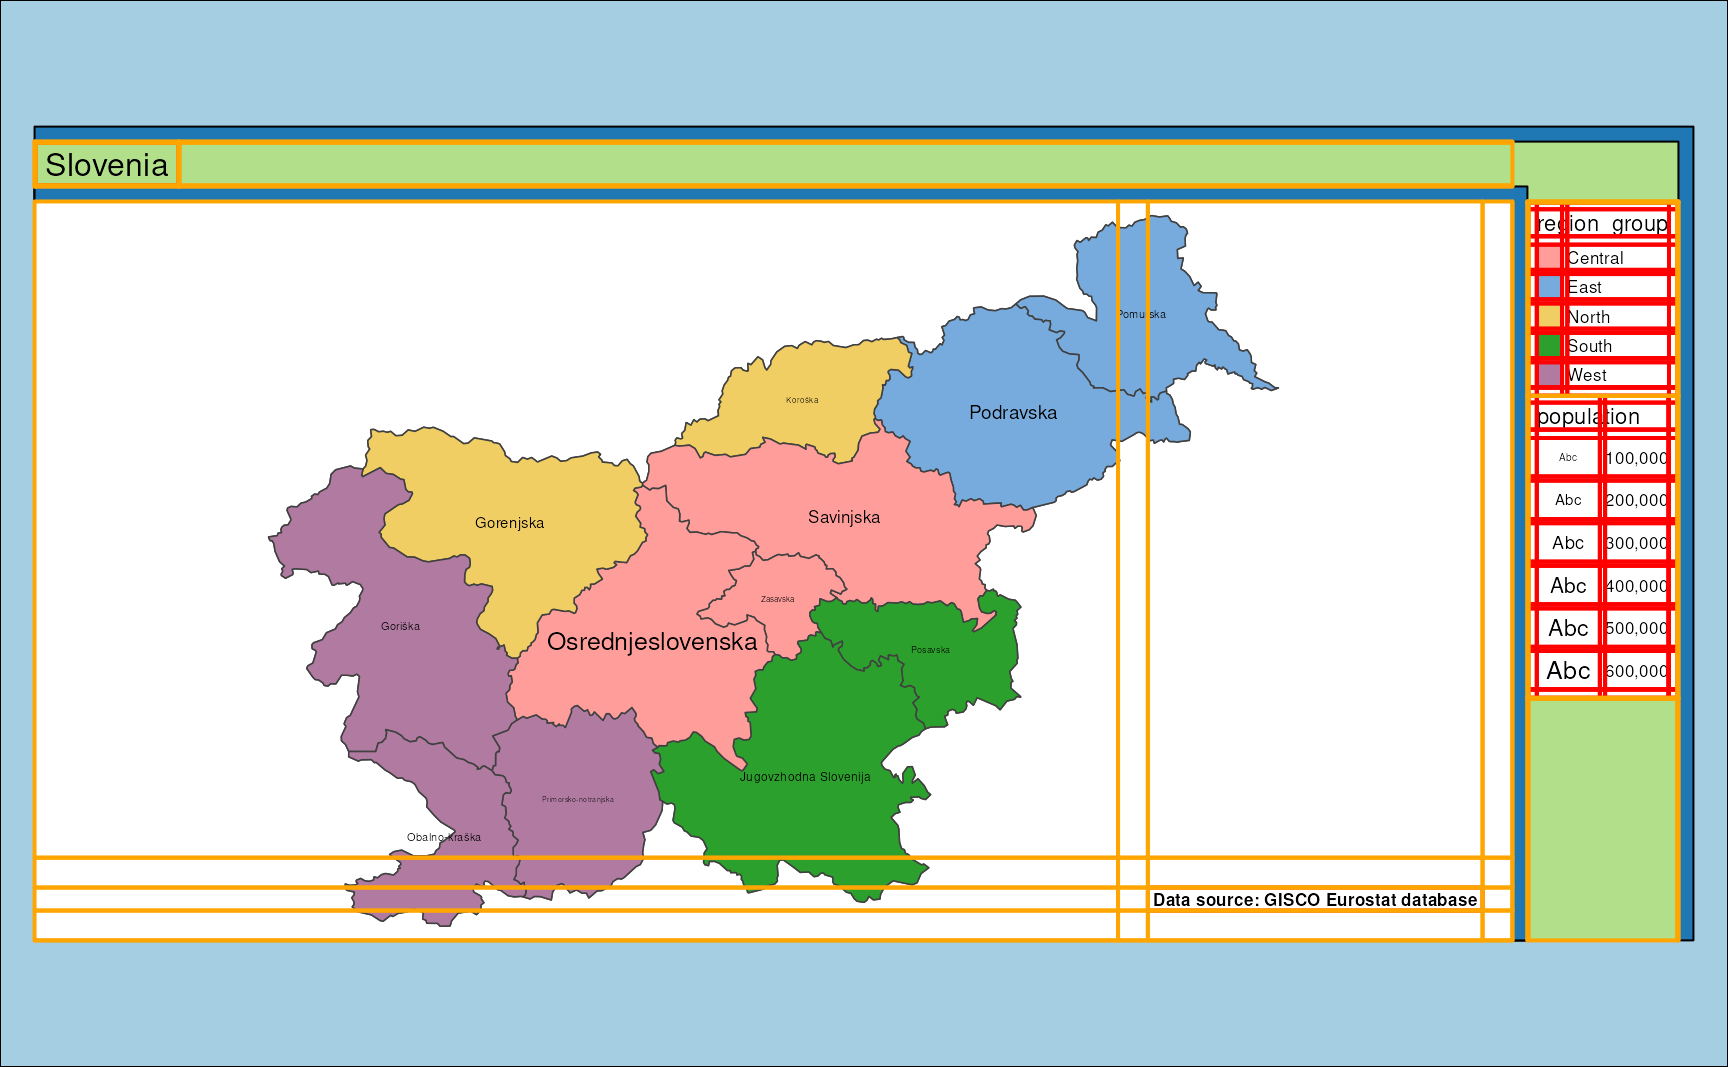 Slovenia
region group
Central
East
North
South
West
population
Abc 100,000
Abc 200,000
Abc 300,000
Abc 400,000
Abc 500,000
Abc 600,000
Pomurska
Koroška
Podravska
Gorenjska
Savinjska
Zasavska
Goriška
Osrednjeslovenska
Posavska
Jugovzhodna Slovenija
Primorsko-notranjska
Obalno-kraška
Data source: GISCO Eurostat database